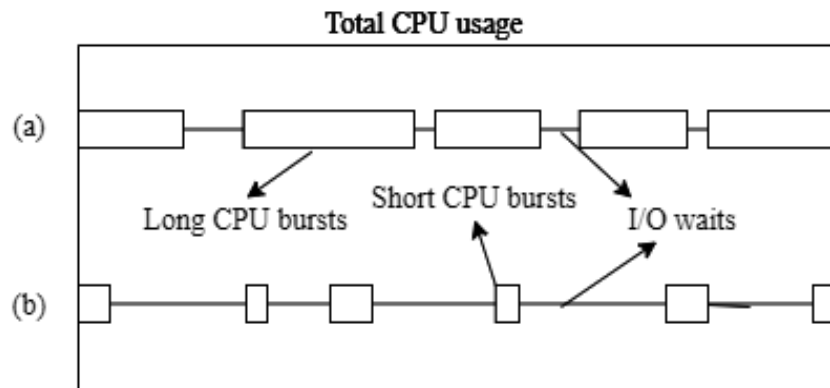 Total CPU usage
(a)
Long CPU bursts
Short CPU bursts
I/O waits
(b)